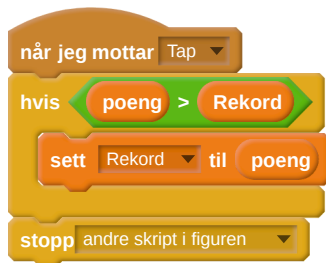 når jeg mottar Tap
hvis poeng > Rekord
sett Rekord til poeng
stopp andre skript i figuren